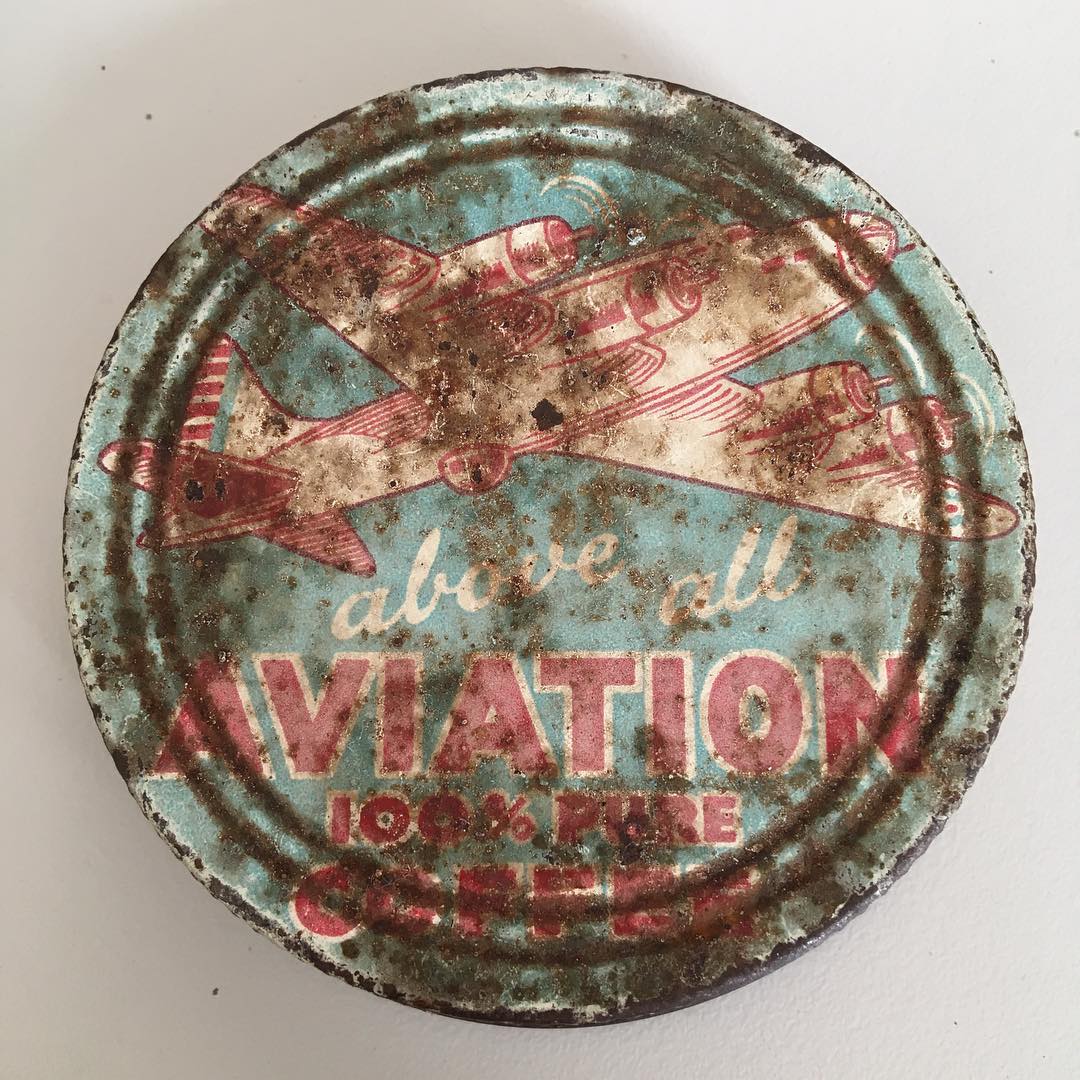 above all
AVIATION
100% PURE
COFFEE